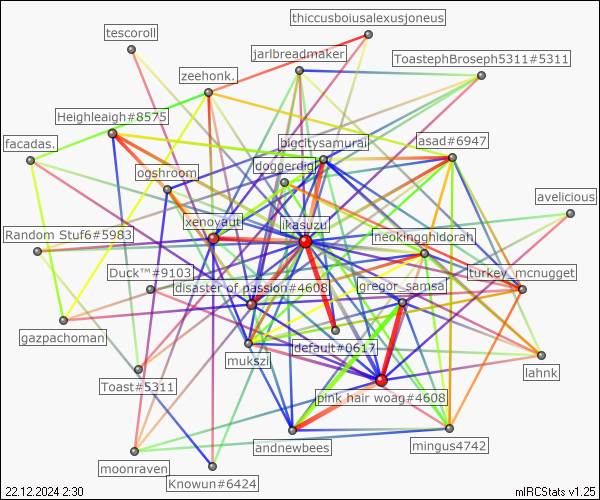 thiccusboiusalexusjoneus
tescoroll
jarlbreadmaker
ToastephBroseph5311#5311
zeehonk.
Heighleaigh#8575
facadas.
bigcitysamurai
asad#6947
doggerdig
ogshroom
avelicious
xenovaut
ikasuzu
Random Stuf6#5983
neokingghidorah
Duck™#9103
turkey_mcnugget
disaster of passion#4608
gregor_samsa
gazpachoman
default#0617
mukszi
lahnk
Toast#5311
pink hair woag#4608
andnewbees
mingus4742
moonraven
Knowun#6424
22.12.2024 2:30
mIRCStats v1.25